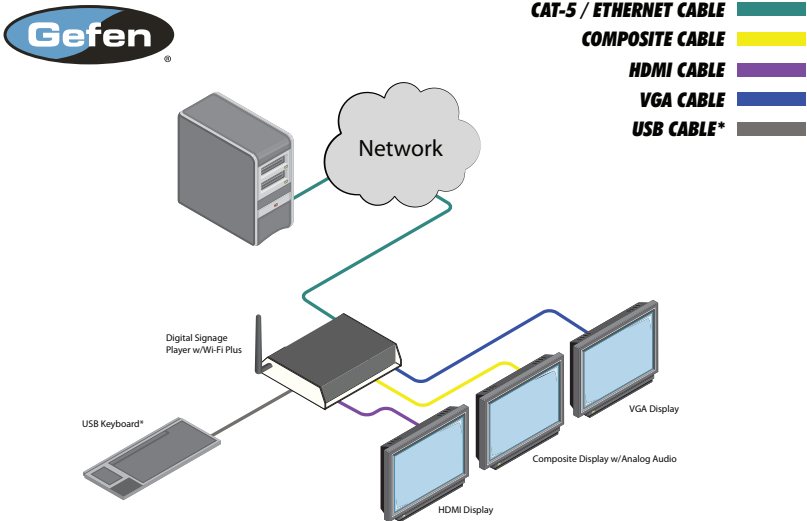 Gefen
®
CAT-5 / ETHERNET CABLE
COMPOSITE CABLE
HDMI CABLE
VGA CABLE
USB CABLE*
Network
Digital Signage
Player w/Wi-Fi Plus
USB Keyboard*
VGA Display
Composite Display w/Analog Audio
HDMI Display